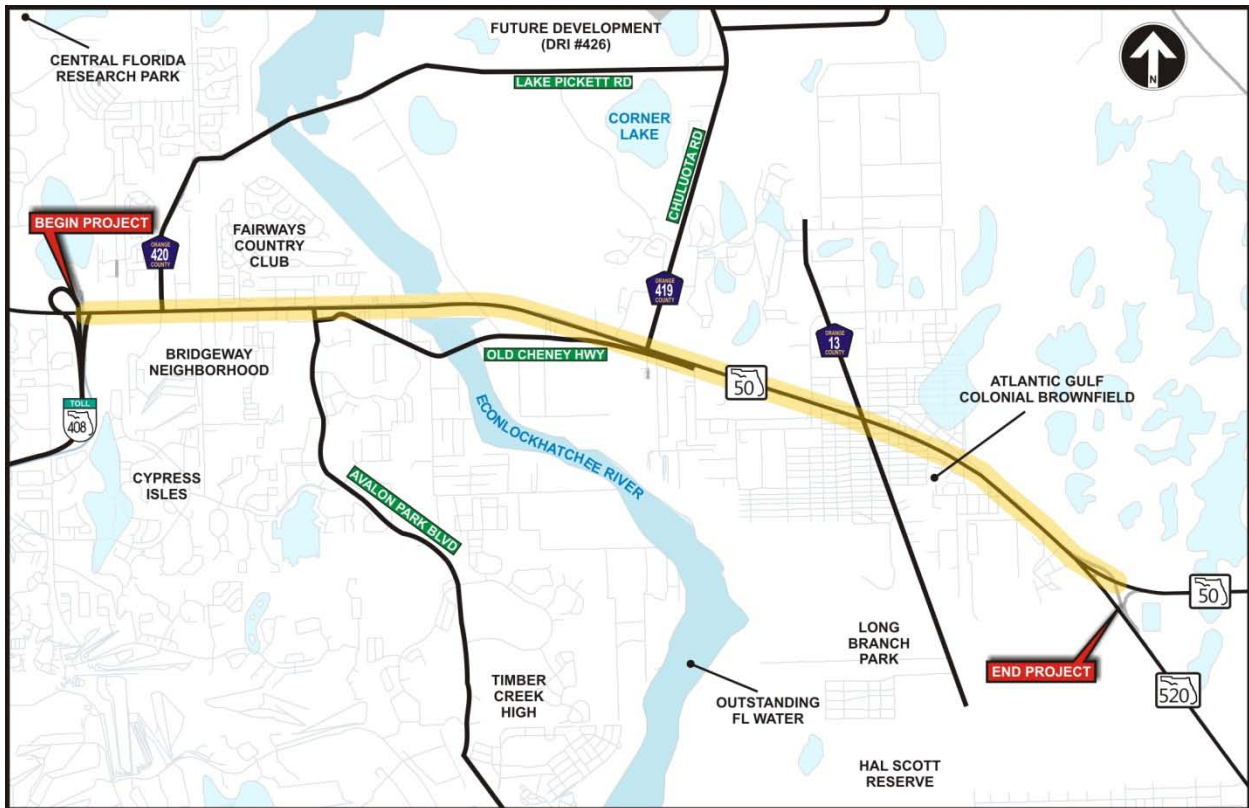 CENTRAL FLORIDA
RESEARCH PARK
FUTURE DEVELOPMENT
(DRI #426)
N
LAKE PICKETT RD
CORNER
LAKE
CHULUOTA RD
BEGIN PROJECT
ORANGE
420
COUNTY
FAIRWAYS
COUNTRY
CLUB
ORANGE
419
COUNTY
ORANGE
13
COUNTY
BRIDGEWAY
NEIGHBORHOOD
OLD CHENEY HWY
50
ATLANTIC GULF
COLONIAL BROWNFIELD
TOLL
408
ECONLOCKHATCHEE RIVER
CYPRESS
ISLES
AVALON PARK BLVD
50
LONG
BRANCH
PARK
END PROJECT
TIMBER
CREEK
HIGH
OUTSTANDING
FL WATER
520
HAL SCOTT
RESERVE